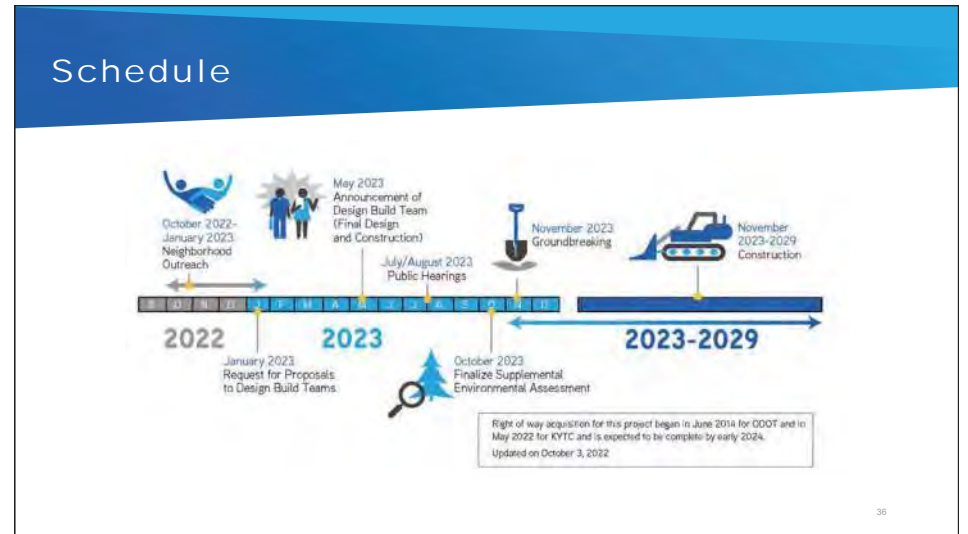 Schedule
October 2022-
January 2023
Neighborhood
Outreach
May 2023
Announcement of
Design Build Team
(Final Design
and Construction)
July/August 2023
Public Hearings
November 2023
Groundbreaking
November
2023-2029
Construction
S O N D J F M A M J J A S O N D
2022
2023
2023-2029
January 2023
Request for Proposals
to Design Build Teams
October 2023
Finalize Supplemental
Environmental Assessment
Right of way acquisition for this project began in June 2014 for ODOT and in
May 2022 for KYTC and is expected to be complete by early 2024.
Updated on October 3, 2022
36